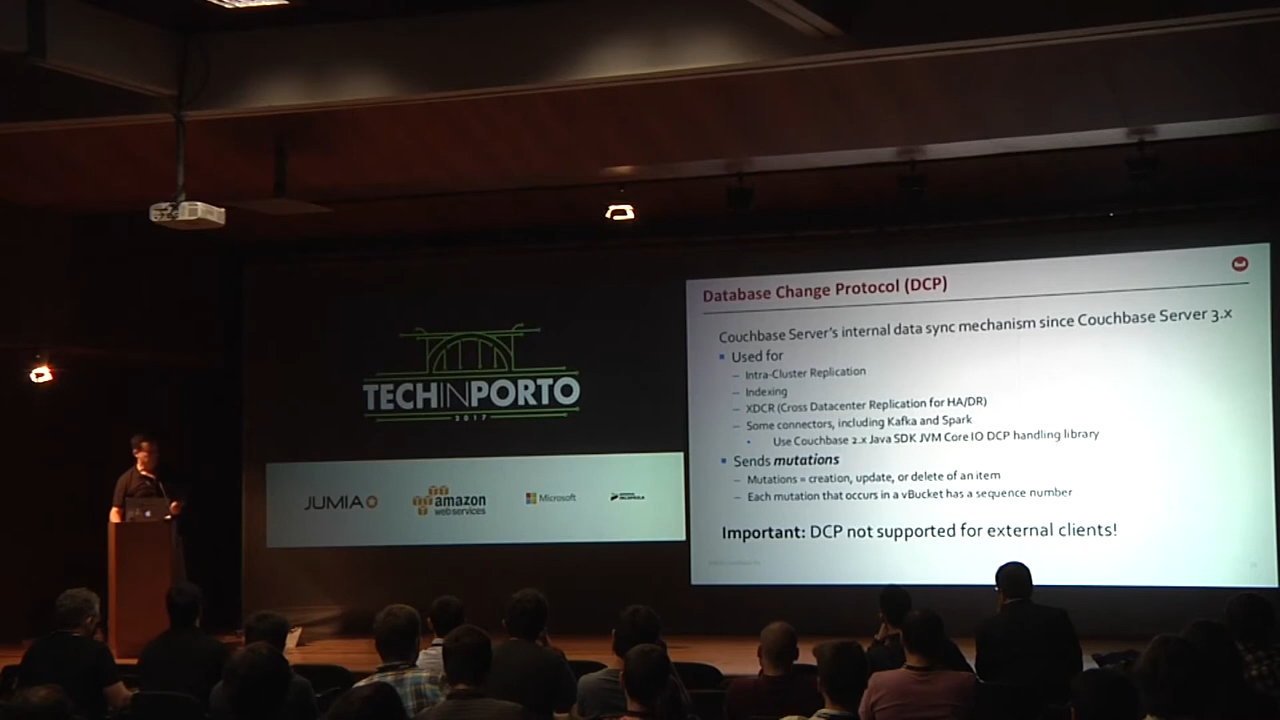 TECHINPORTO
2017
JUMIA
amazon
webservices
Microsoft
Database Change Protocol (DCP)
Couchbase Server's internal data sync mechanism since Couchbase Server 3.x
Used for
– Intra-Cluster Replication
– Indexing
– XDCR (Cross Datacenter Replication for HA/DR)
– Some connectors, including Kafka and Spark
• Use Couchbase 2.x Java SDK JVM Core IO DCP handling library
Sends mutations
– Mutations = creation, update, or delete of an item
– Each mutation that occurs in a vBucket has a sequence number
Important: DCP not supported for external clients!